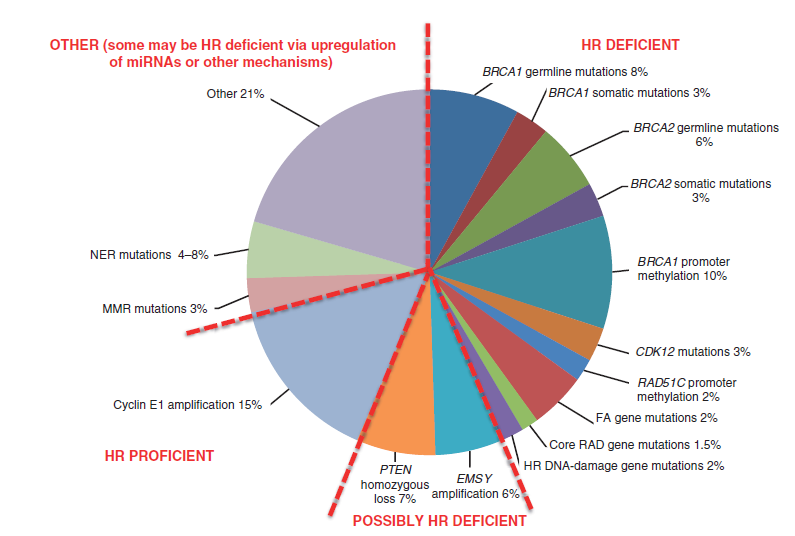 OTHER (some may be HR deficient via upregulation
of miRNAs or other mechanisms)
HR DEFICIENT
BRCA1 germline mutations 8%
BRCA1 somatic mutations 3%
BRCA2 germline mutations
6%
BRCA2 somatic mutations
3%
BRCA1 promoter
methylation 10%
CDK12 mutations 3%
RAD51C promoter
methylation 2%
FA gene mutations 2%
Core RAD gene mutations 1.5%
HR DNA-damage gene mutations 2%
EMSY
amplification 6%
POSSIBLY HR DEFICIENT
PTEN
homozygous
loss 7%
HR PROFICIENT
Cyclin E1 amplification 15%
MMR mutations 3%
NER mutations 4–8%
Other 21%